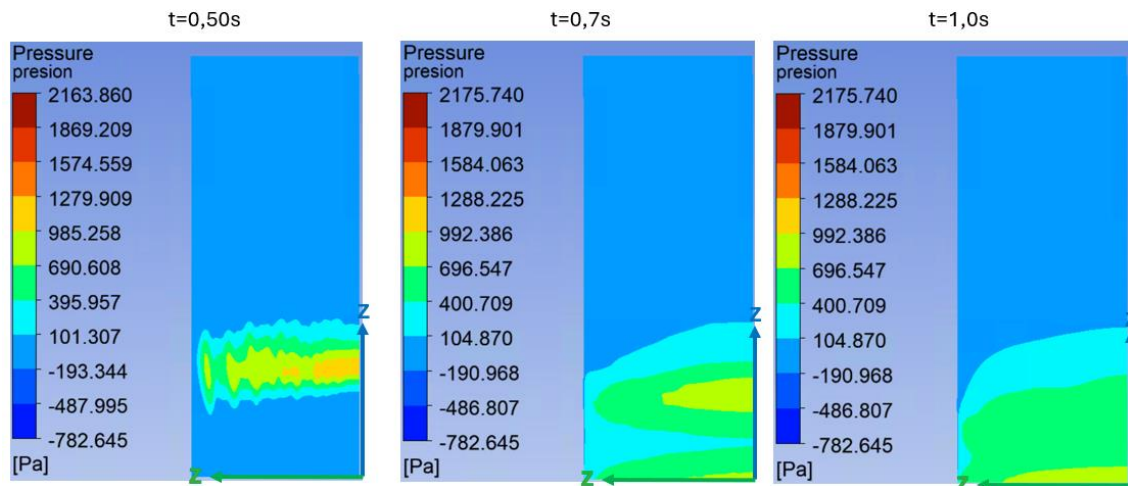 t=0,50s
Pressure
presion
2163.860
1869.209
1574.559
1279.909
985.258
690.608
395.957
101.307
-193.344
-487.995
-782.645
[Pa]
Z
Z
t=0,7s
Pressure
presion
2175.740
1879.901
1584.063
1288.225
992.386
696.547
400.709
104.870
-190.968
-486.807
-782.645
[Pa]
Z
Z
t=1,0s
Pressure
presion
2175.740
1879.901
1584.063
1288.225
992.386
696.547
400.709
104.870
-190.968
-486.807
-782.645
[Pa]
Z